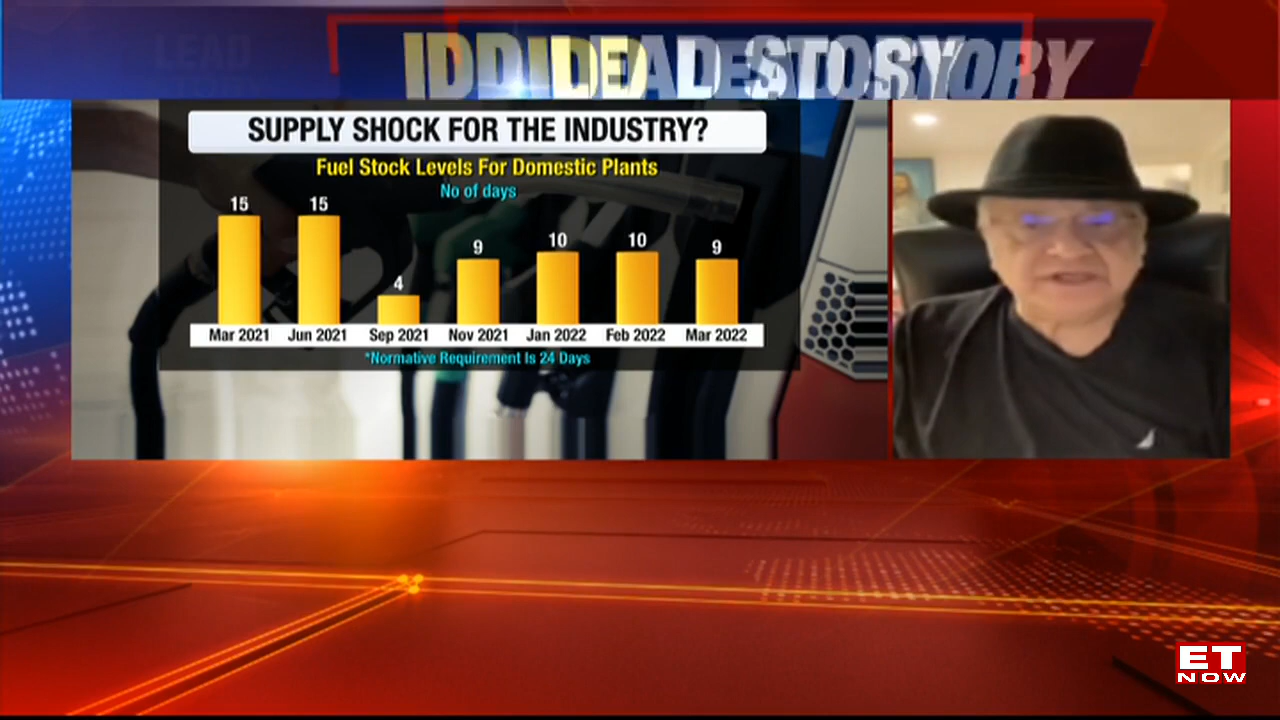 LEAD STORY
SUPPLY SHOCK FOR THE INDUSTRY?
Fuel Stock Levels For Domestic Plants
No of days
15 15 4 9 10 10 9
Mar 2021 Jun 2021 Sep 2021 Nov 2021 Jan 2022 Feb 2022 Mar 2022
*Normative Requirement Is 24 Days
ET
NOW